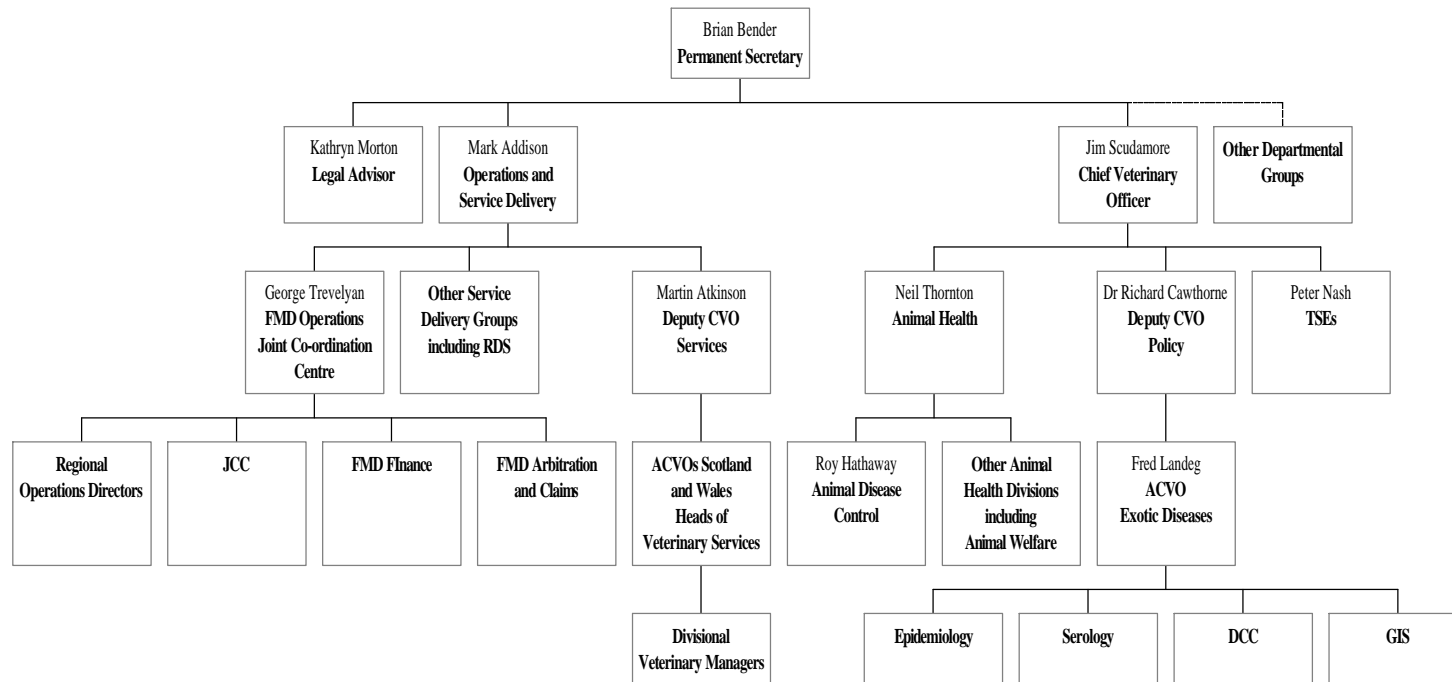 Brian Bender
Permanent Secretary
Kathryn Morton
Legal Advisor
Mark Addison
Operations and
Service Delivery
Jim Scudamore
Chief Veterinary
Officer
Other Departmental
Groups
George Trevelyan
FMD Operations
Joint Co-ordination
Centre
Other Service
Delivery Groups
including RDS
Martin Atkinson
Deputy CVO
Services
Neil Thornton
Animal Health
Dr Richard Cawthorne
Deputy CVO
Policy
Peter Nash
TSEs
Regional
Operations Directors
JCC
FMD FInance
FMD Arbitration
and Claims
ACVOs Scotland
and Wales
Heads of
Veterinary Services
Roy Hathaway
Animal Disease
Control
Other Animal
Health Divisions
including
Animal Welfare
Fred Landeg
ACVO
Exotic Diseases
Divisional
Veterinary Managers
Epidemiology
Serology
DCC
GIS